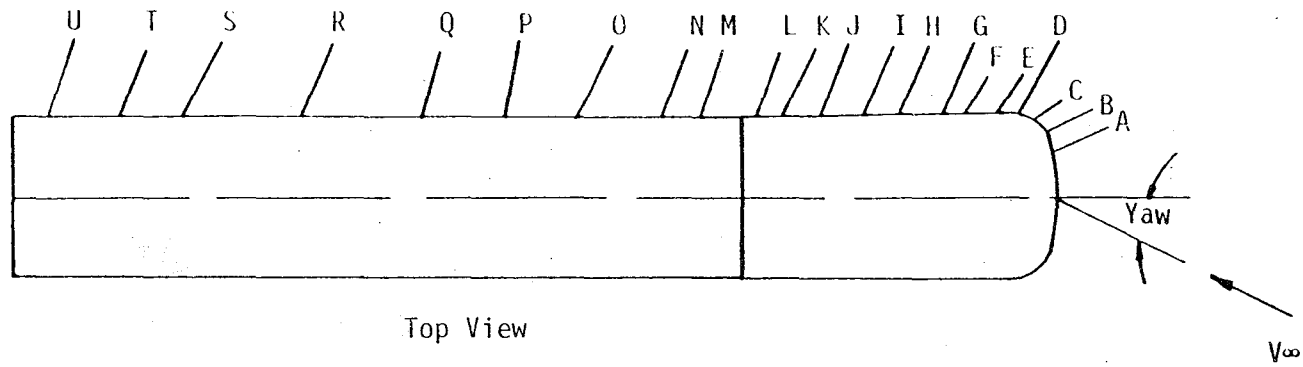 U T S R Q P O N M L K J I H G D
F E
C
B
A
Yaw
Top View
V∞